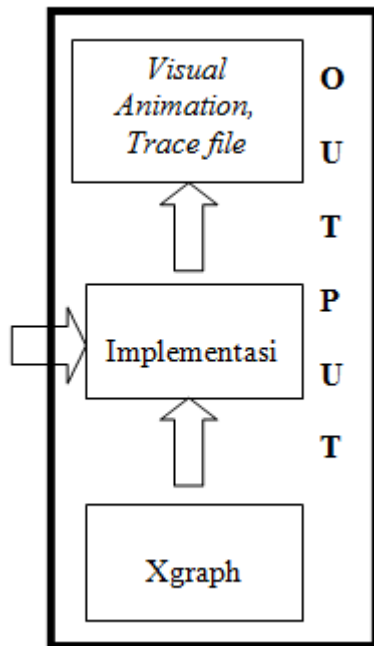 Visual
Animation,
Trace file
Implementasi
Xgraph
O
U
T
P
U
T